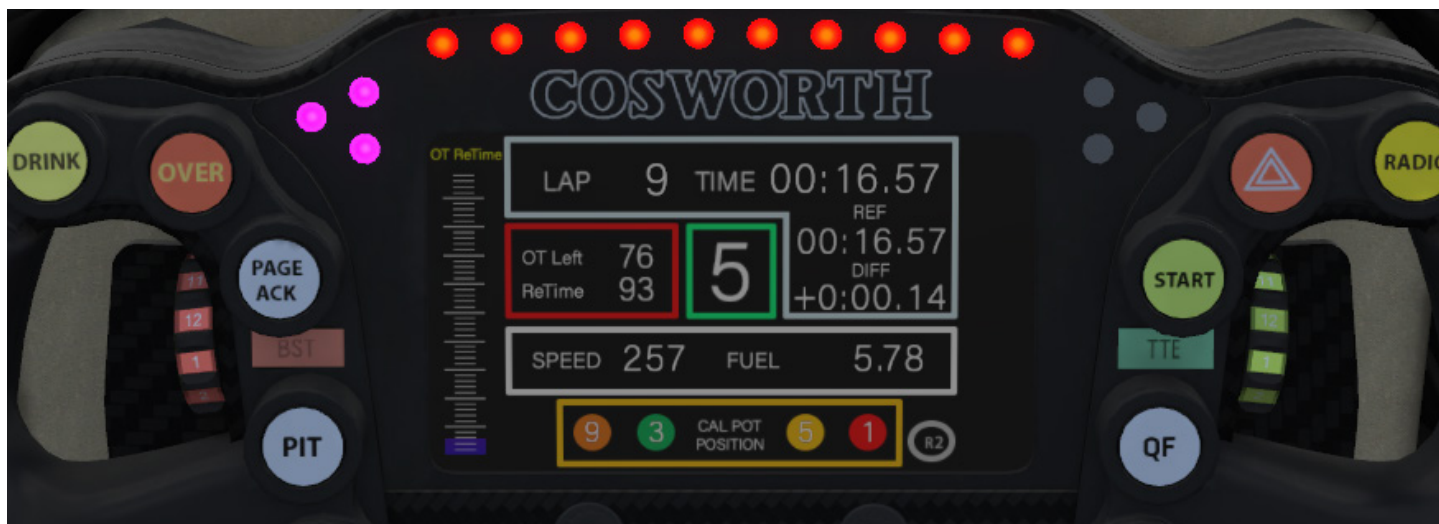 COSWORTH
DRINK
OVER
OT ReTime
LAP 9 TIME 00:16.57
REF
00:16.57
DIFF
+0:00.14
OT Left 76
ReTime 93
5
SPEED 257 FUEL 5.78
9 3 CAL POT POSITION 5 1 R2
PAGE
ACK
11
12
1
2
BST
PIT
RADIO
START
11
12
1
TTE
QF